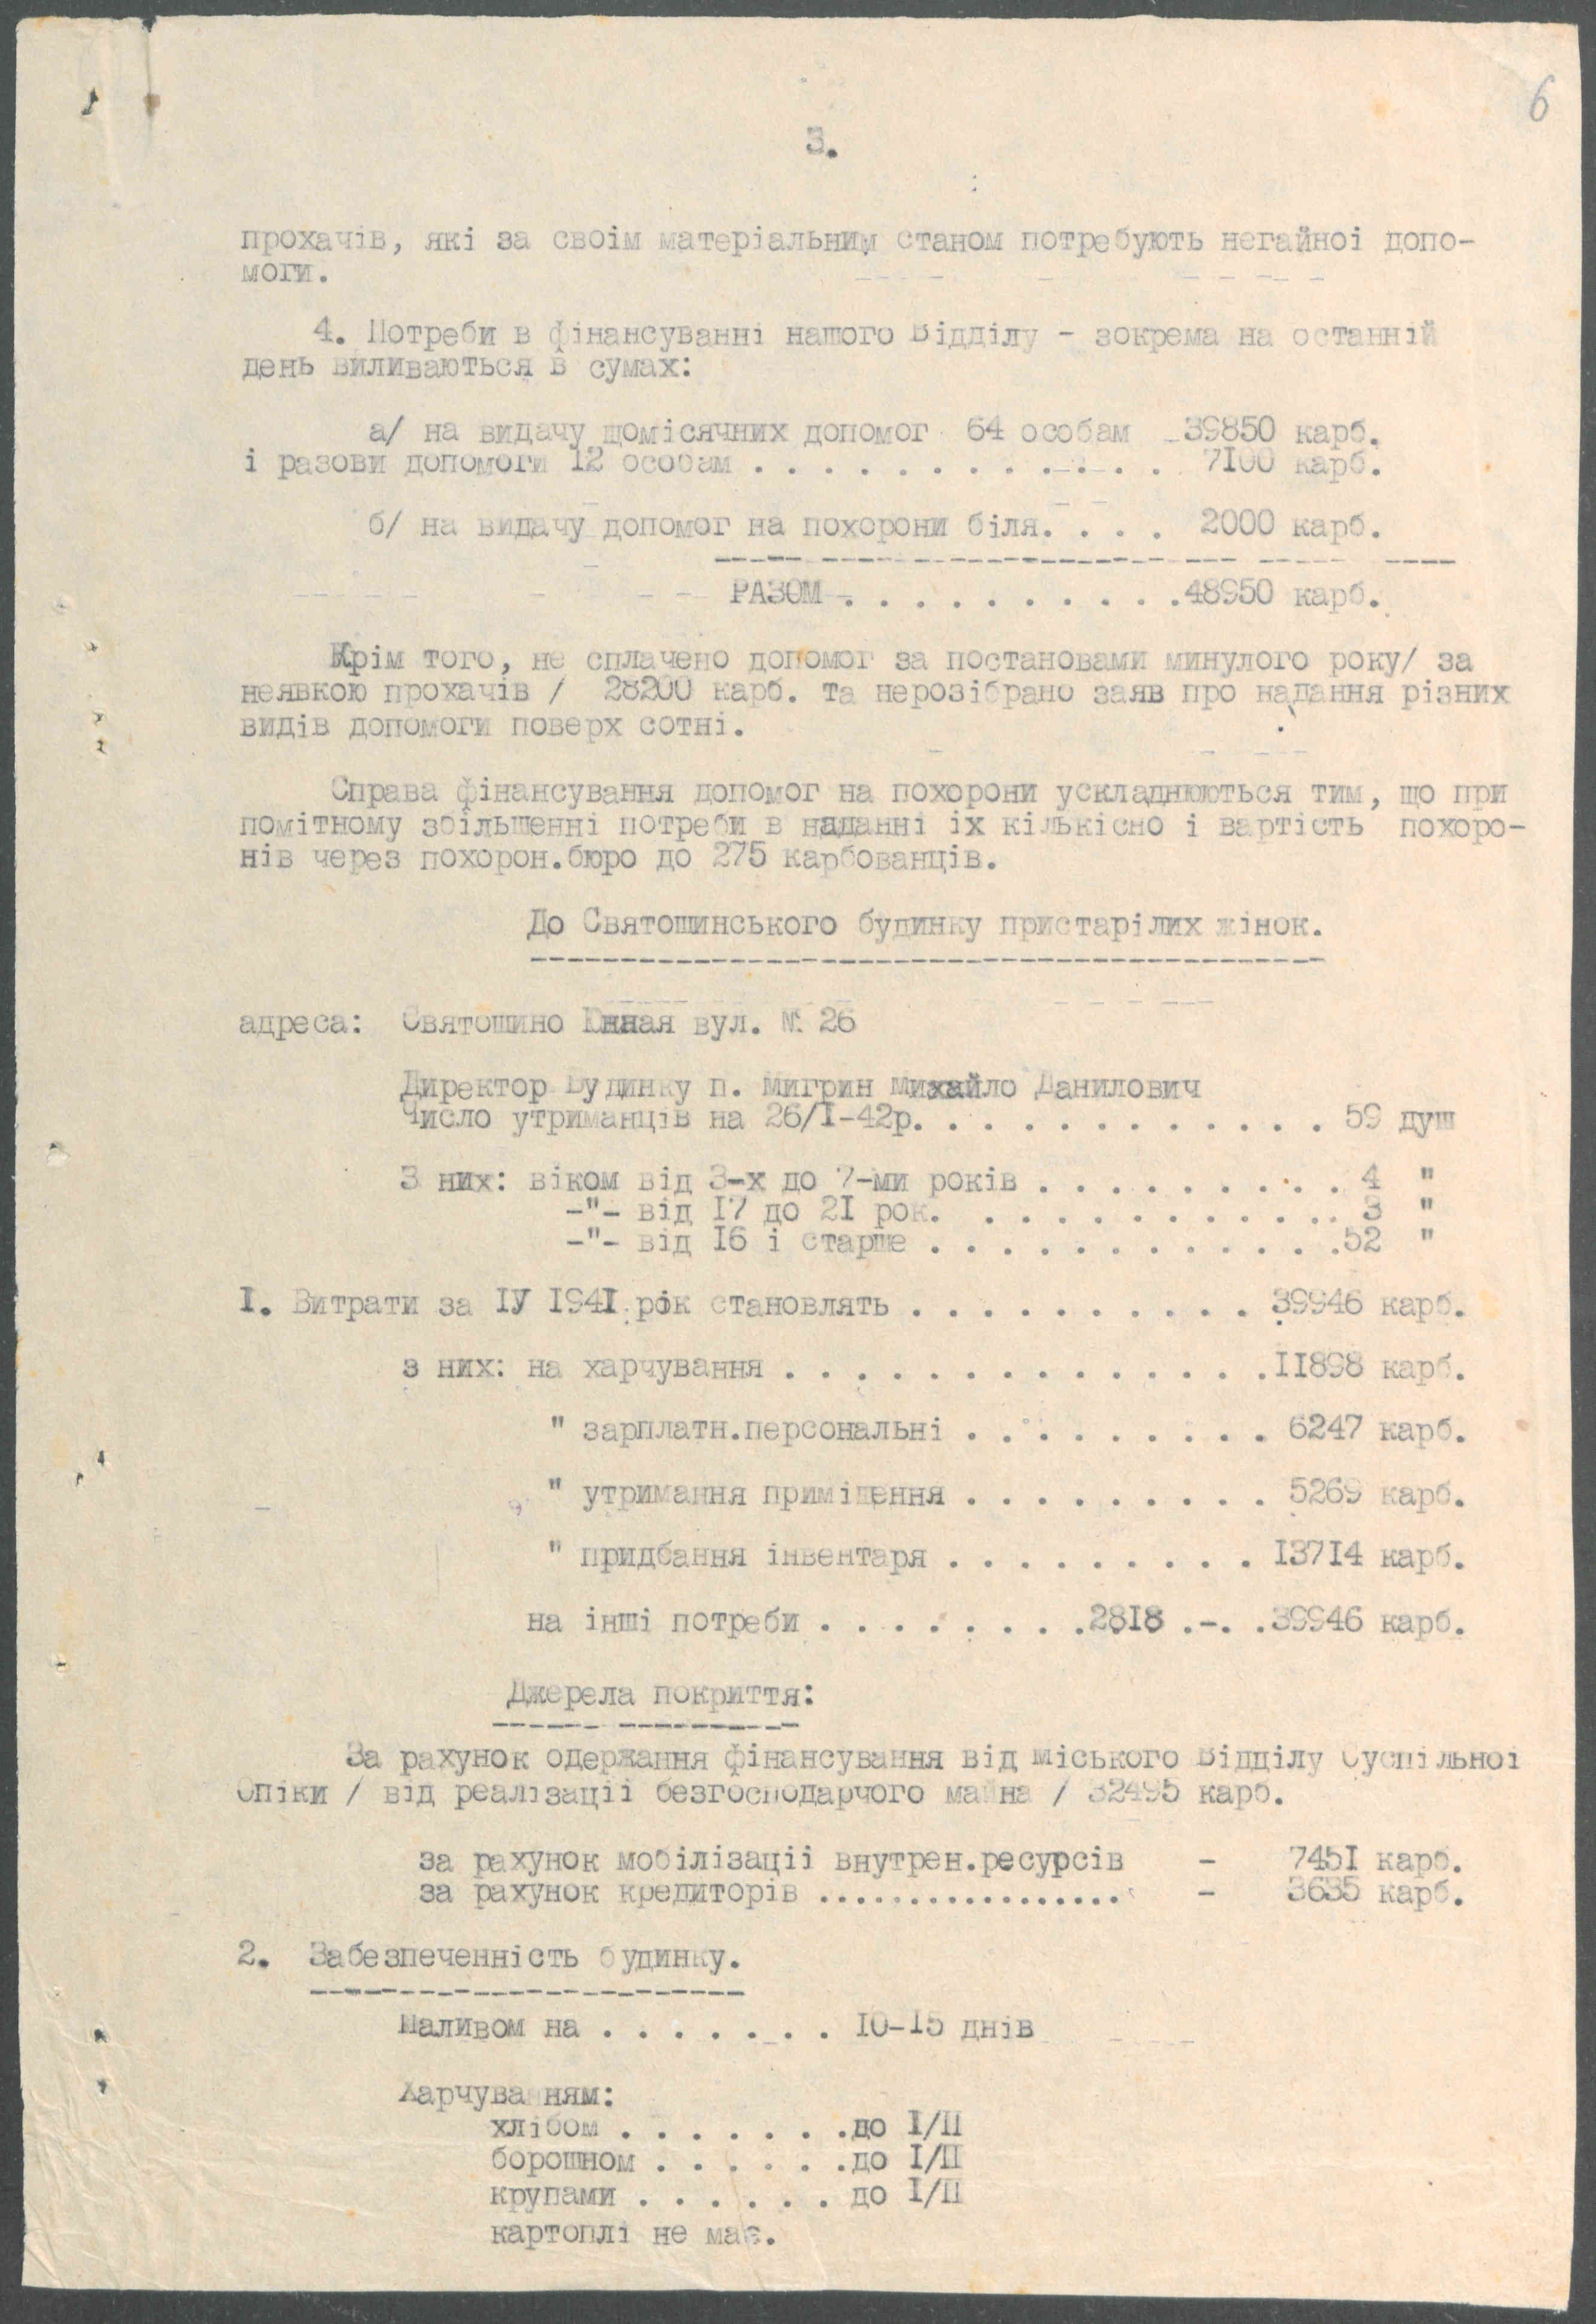 6
3.
прохачів, які за своім матеріальним станом потребують негайноі допо-
моги.
4. Потреби в фінансуванні нашого Відділу - зокрема на останній
день виливаються в сумах:
а/ на видачу щомісячних допомог 64 особам 39850 карб.
і разови допомоги 12 особам . . . . . . . . . . . . 7100 карб.
б/ на видачу допомог на похорони біля. . . . 2000 карб.
РАЗОМ . . . . . . . . . . 48950 карб.
Крім того, не сплачено допомог за постановами минулого року/ за
неявкою прохачів / 28200 карб. та нерозібрано заяв про надання різних
видів допомоги поверх сотні.
Справа фінансування допомог на похорони ускладнюються тим, що при
помітному збільшенні потреби в наданні іх кількісно і вартість похоро-
нів через похорон.бюро до 275 карбованців.
До Святошинського будинку пристарілих жінок.
адреса: Святошино вул. № 26
Директор Будинку п. Мигрин Михайло Данилович
Число утриманців на 26/I-42р. . . . . . . . . . . . 59 душ
З них: віком від 3-х до 7-ми років . . . . . . . . . 4 "
-"- від 17 до 21 рок. . . . . . . . . . . . 3 "
-"- від 16 і старше . . . . . . . . . . . .52 "
I. Витрати за IУ 1941 рік становлять . . . . . . . . . . 39946 карб.
з них: на харчування . . . . . . . . . . . . . .11898 карб.
" зарплатн.персональні . . . . . . . . . 6247 карб.
" утримання приміщення . . . . . . . . . 5269 карб.
" придбання інвентаря . . . . . . . . . 13714 карб.
на інші потреби . . . . . . . .2818 .-. .39946 карб.
Джерела покриття:
За рахунок одержання фінансування від міського Відділу Суспільної
Опіки / від реалізаціі безгосподарчого майна / 32495 карб.
за рахунок мобілізаціі внутрен.ресурсів - 7451 карб.
за рахунок кредиторів ................. - 3635 карб.
2. Забезпеченність будинку.
Паливом на . . . . . . . 10-15 днів
Харчуванням:
хлібом . . . . . . .до I/II
борошном . . . . . .до I/II
крупами . . . . . . до I/II
картоплі не має.